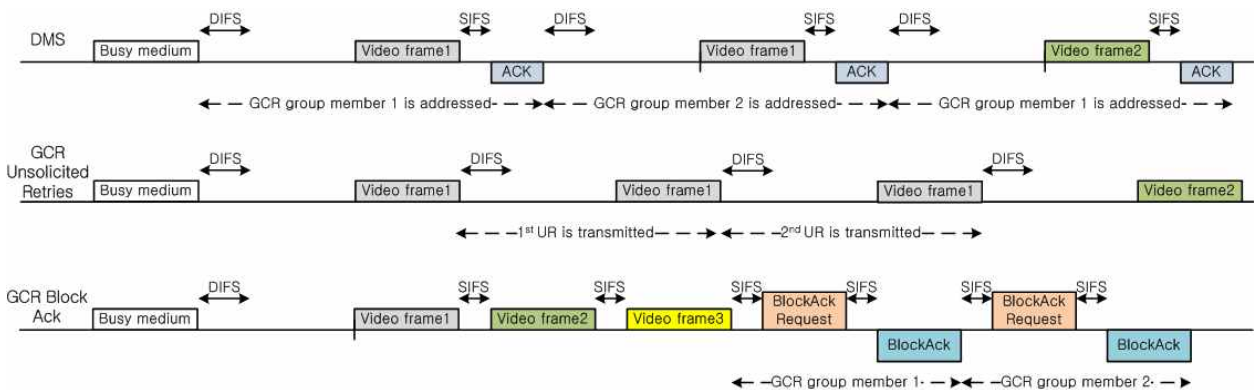 DIFS SIFS DIFS SIFS DIFS SIFS
DMS
Busy medium Video frame1 Video frame1 Video frame2
ACK ACK ACK
GCR group member 1 is addressed GCR group member 2 is addressed GCR group member 1 is addressed
GCR
Unsolicited
Retries
DIFS DIFS DIFS DIFS
Busy medium Video frame1 Video frame1 Video frame1 Video frame2
1st UR is transmitted 2nd UR is transmitted
GCR Block
Ack
DIFS SIFS SIFS SIFS SIFS SIFS SIFS
Busy medium Video frame1 Video frame2 Video frame3
BlockAck
Request
BlockAck
Request
BlockAck BlockAck
GCR group member 1 GCR group member 2